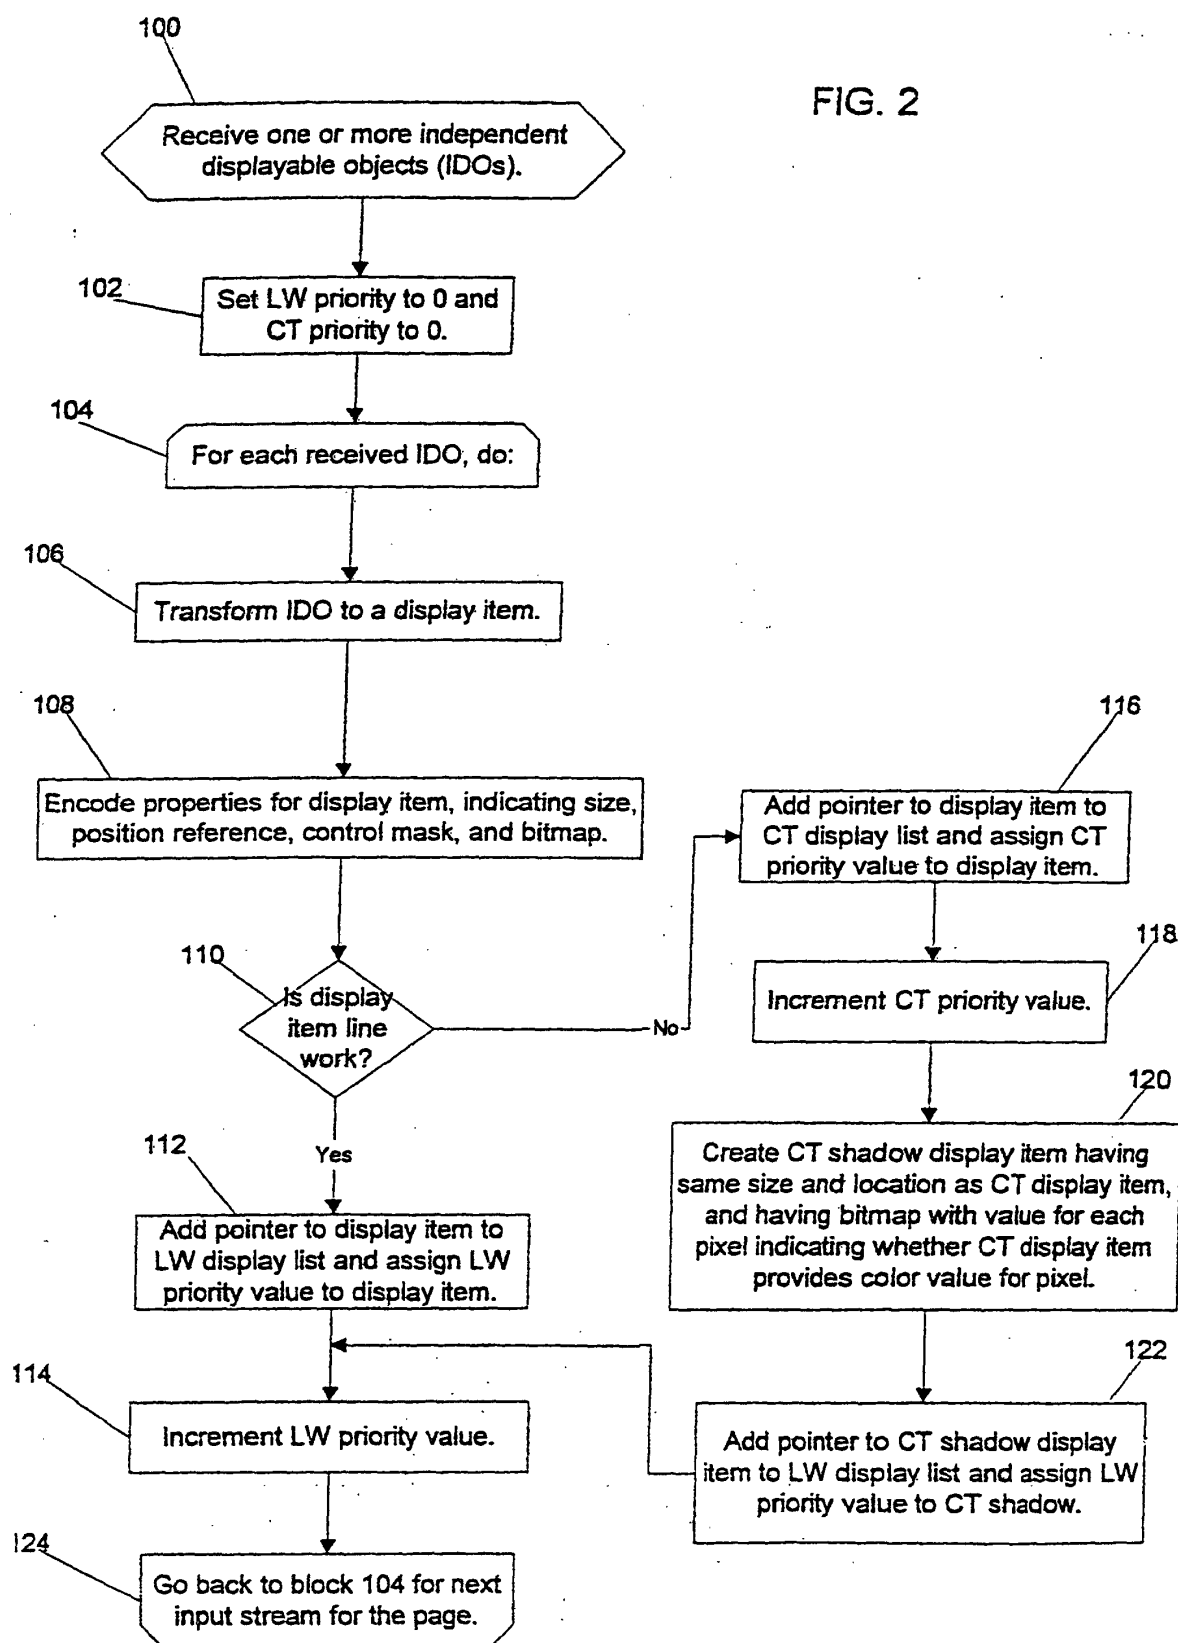 100
FIG. 2
Receive one or more independent
displayable objects (IDOs).
102
Set LW priority to 0 and
CT priority to 0.
104
For each received IDO, do:
106
Transform IDO to a display item.
108
Encode properties for display item, indicating size,
position reference, control mask, and bitmap.
110
Is display
item line
work?
No
Yes
112
Add pointer to display item to
LW display list and assign LW
priority value to display item.
114
Increment LW priority value.
124
Go back to block 104 for next
input stream for the page.
116
Add pointer to display item to
CT display list and assign CT
priority value to display item.
118
Increment CT priority value.
120
Create CT shadow display item having
same size and location as CT display item,
and having bitmap with value for each
pixel indicating whether CT display item
provides color value for pixel.
122
Add pointer to CT shadow display
item to LW display list and assign LW
priority value to CT shadow.